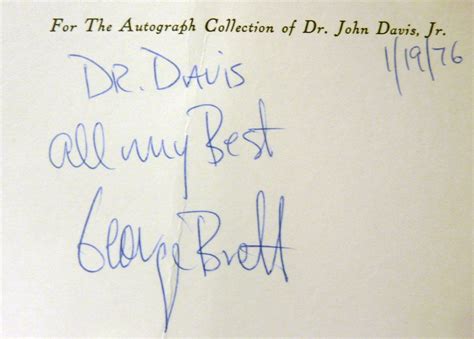 For The Autograph Collection of Dr. John Davis, Jr.
1/19/76
DR. DAVIS
all my Best
George Brett